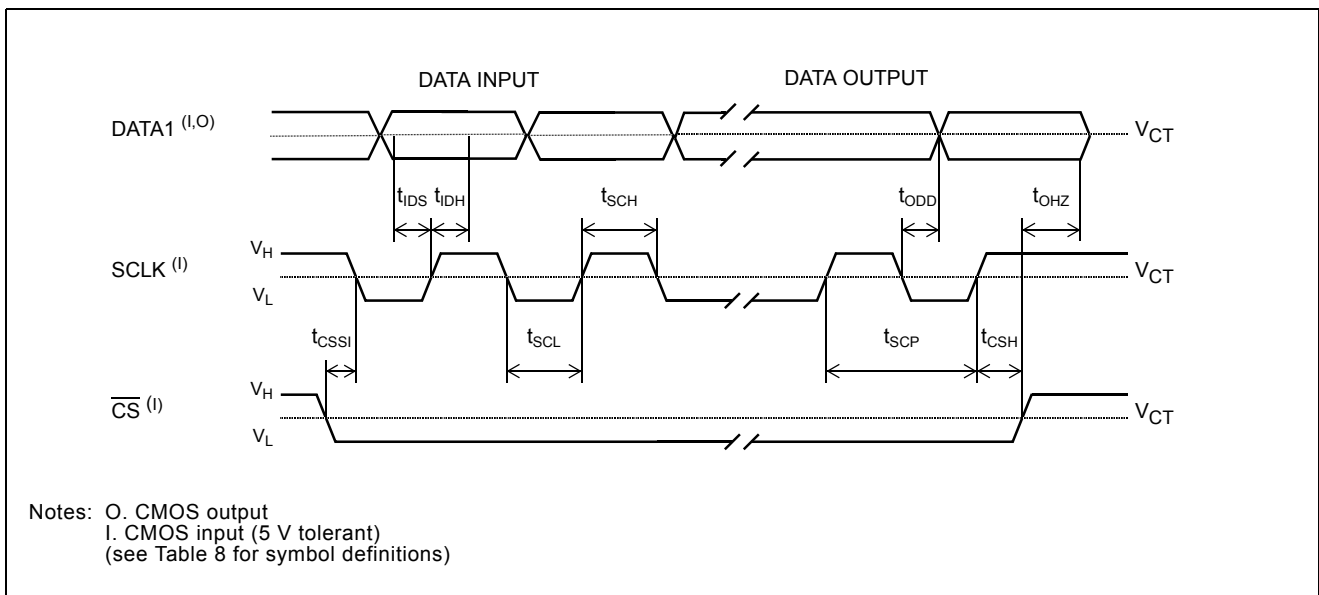 DATA INPUT DATA OUTPUT
DATA1 (I,O) VCT
tIDS tIDH tSCH tODD tOHZ
VH
SCLK (I) VCT
VL
tCSSI tSCL tSCP tCSH
VH
CS (I) VCT
VL
Notes: O. CMOS output
I. CMOS input (5 V tolerant)
(see Table 8 for symbol definitions)